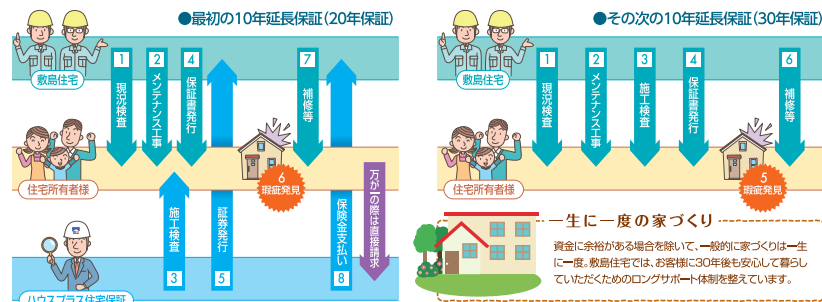 ●最初の10年延長保証（20年保証）
敷島住宅
1
現況検査
2
メンテナンス工事
4
保証書発行
7
補修等
住宅所有者様
6
瑕疵発見
施工検査
3
証券発行
5
保険金支払い
8
万が一の際は直接請求
ハウスプラス住宅保証
●その次の10年延長保証（30年保証）
敷島住宅
1
現況検査
2
メンテナンス工事
3
施工検査
4
保証書発行
6
補修等
住宅所有者様
5
瑕疵発見
一生に一度の家づくり
資金に余裕がある場合を除いて、一般的に家づくりは一生
に一度。敷島住宅では、お客様に30年後も安心して暮らし
ていただくためのロングサポート体制を整えています。